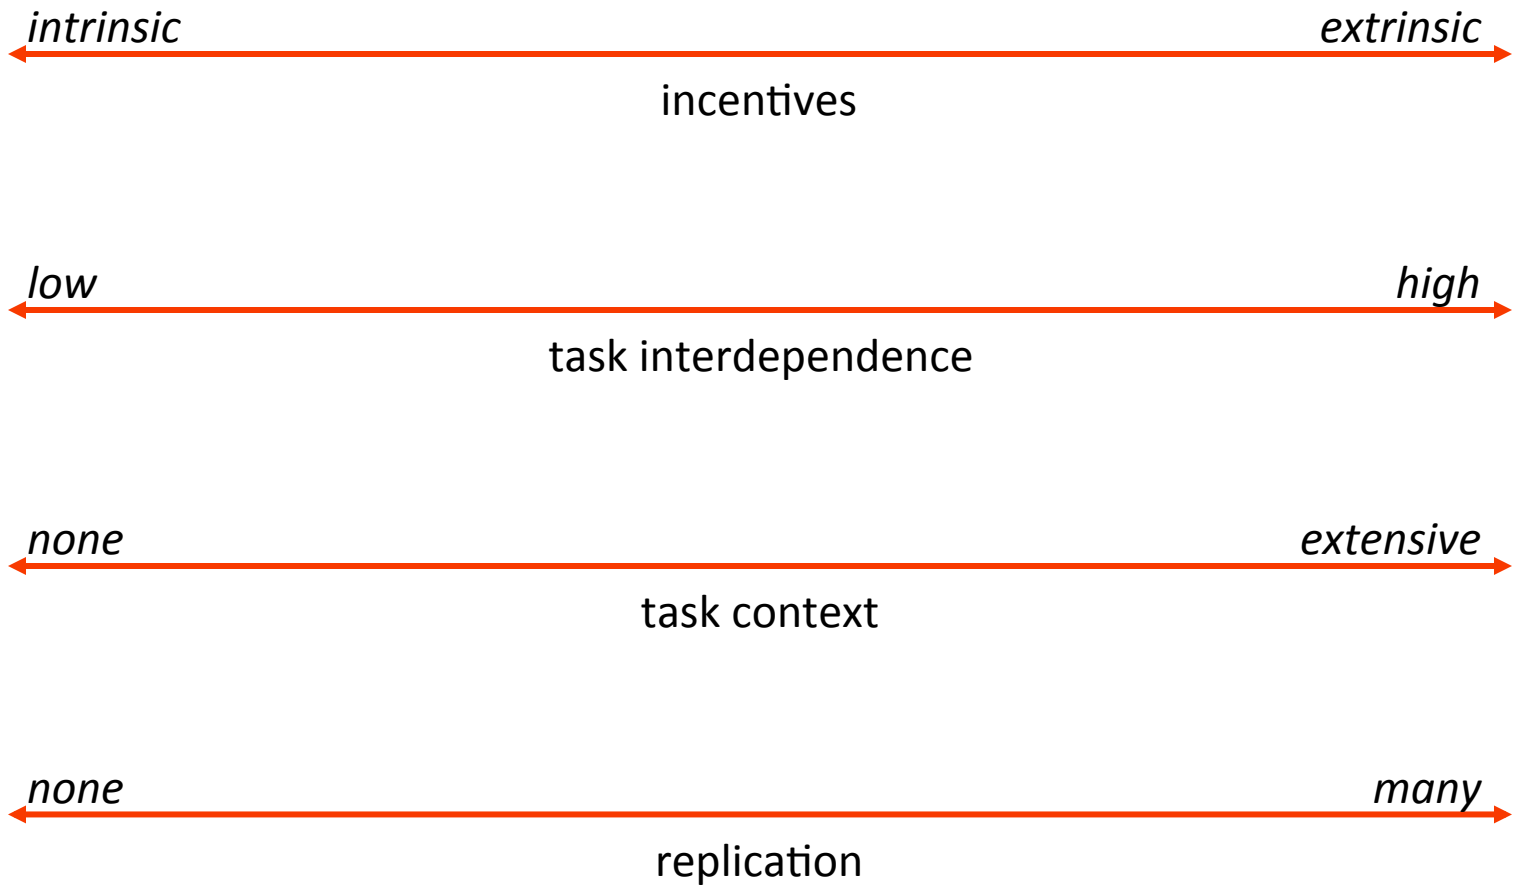 intrinsic extrinsic
incentives
low high
task interdependence
none extensive
task context
none many
replication